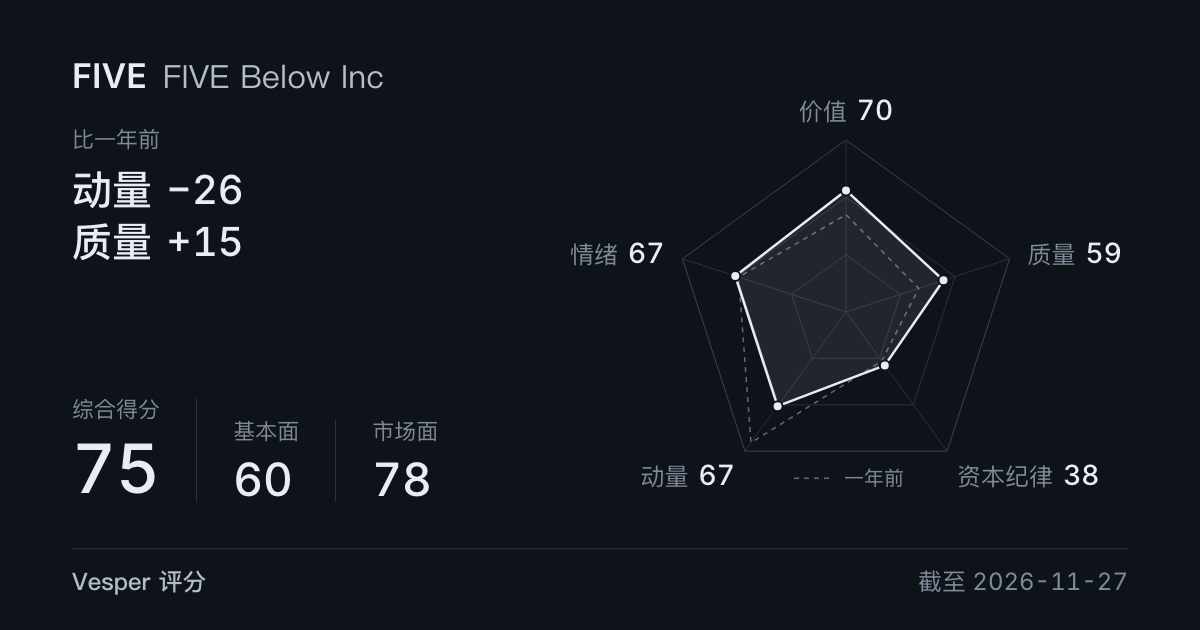 FIVE FIVE Below Inc
比一年前
动量 −26
质量 +15
综合得分
75
基本面
60
市场面
78
价值 70
质量 59
资本纪律 38
动量 67
情绪 67
一年前
Vesper 评分
截至 2026-11-27